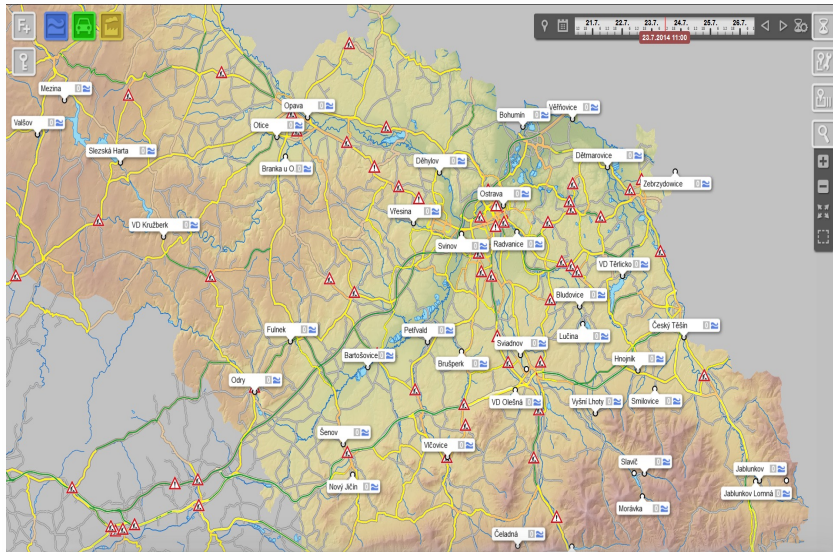 F+
21.7. 22.7. 23.7. 24.7. 25.7. 26.7.
23.7.2014 11:00
Mezina
Opava
Bohumín
Věřňovice
Valšov
Otice
Slezská Harta
Branka u O.
Děhylov
Dětmarovice
Zebrzydowice
Ostrava
Vřesina
VD Kružberk
Svinov
Radvanice
VD Těrlicko
Bludovice
Český Těšín
Fulnek
Petřvald
Lučina
Sviadnov
Bartošovice
Brušperk
Hnojník
Odry
VD Olešná
Vyšní Lhoty
Smilovice
Šenov
Vlčovice
Slavíč
Jablunkov
Nový Jičín
Jablunkov Lomná
Morávka
Čeladná